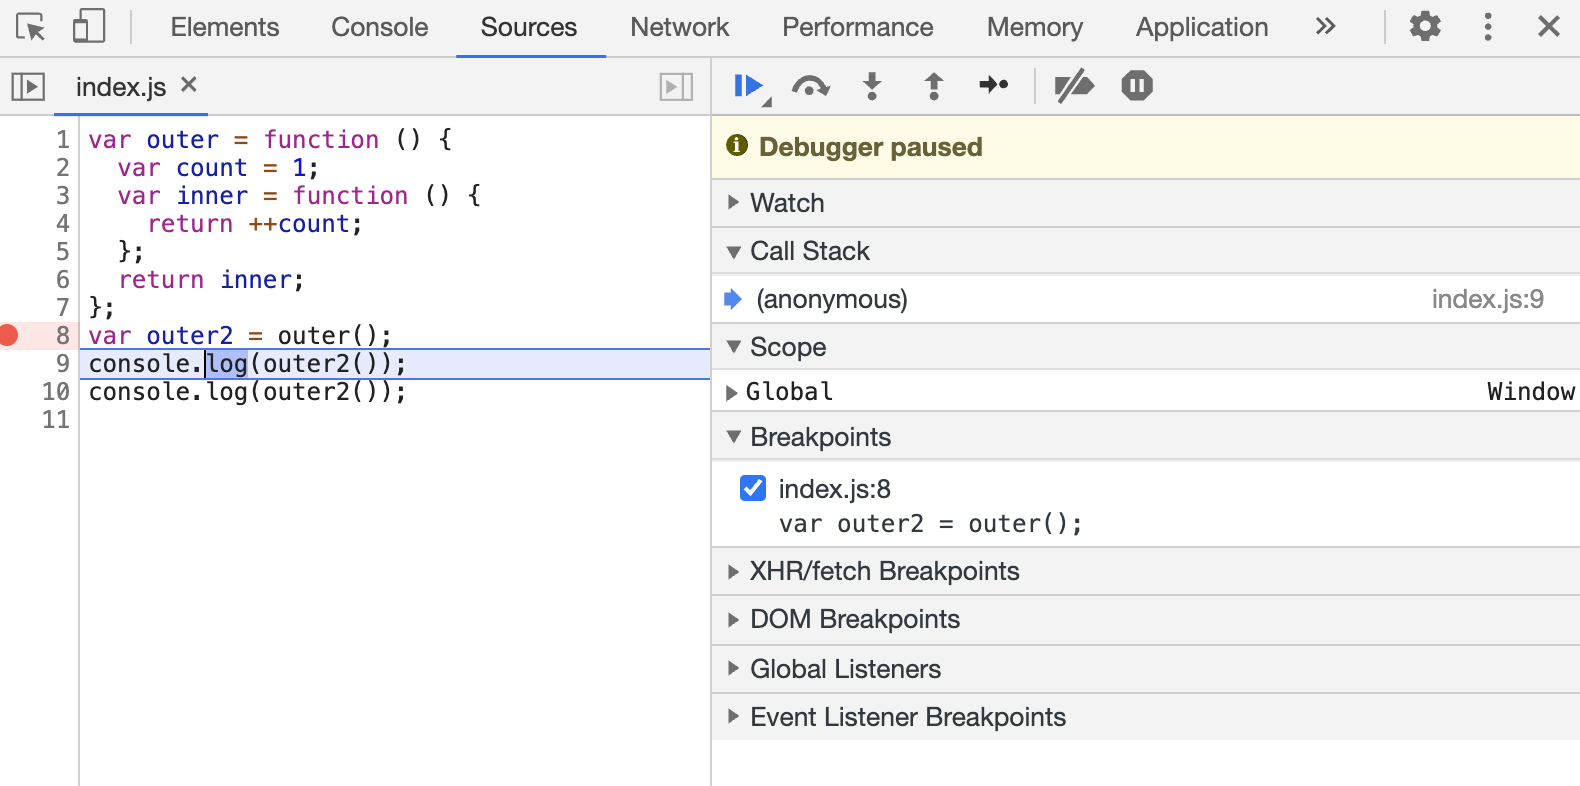 Elements Console Sources Network Performance Memory Application
index.js
1 var outer = function () {
2 var count = 1;
3 var inner = function () {
4 return ++count;
5 };
6 return inner;
7 };
8 var outer2 = outer();
9 console.log(outer2());
10 console.log(outer2());
11
Debugger paused
Watch
Call Stack
(anonymous) index.js:9
Scope
Global Window
Breakpoints
index.js:8
var outer2 = outer();
XHR/fetch Breakpoints
DOM Breakpoints
Global Listeners
Event Listener Breakpoints